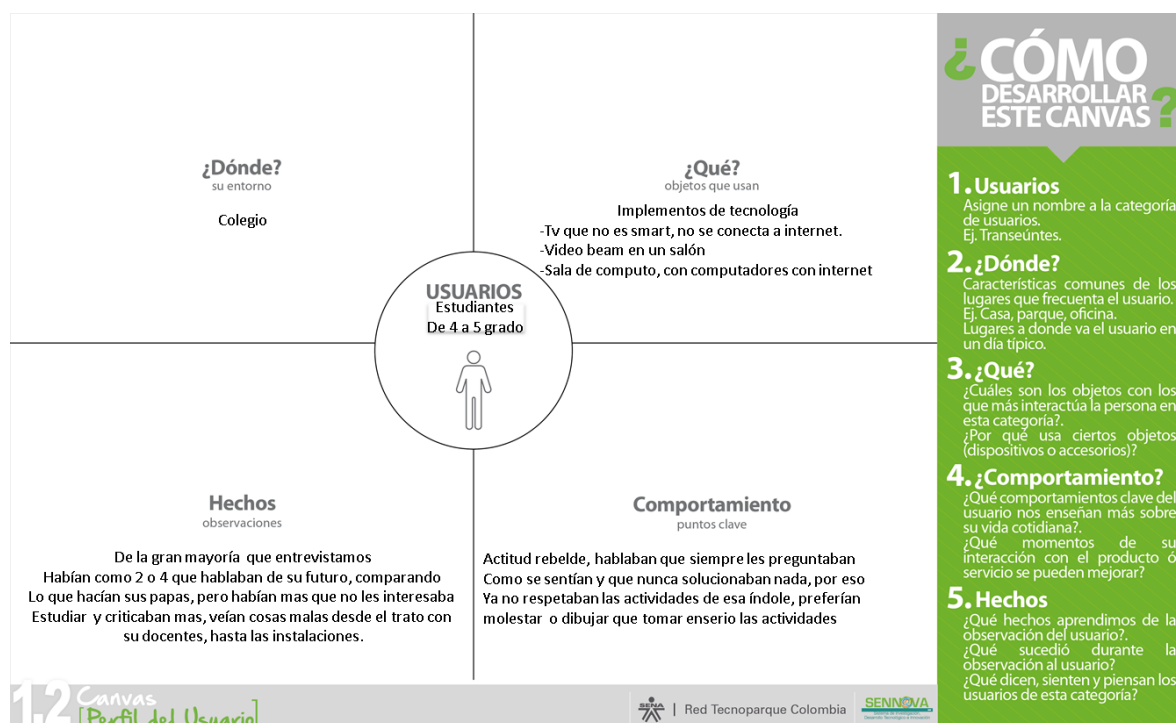 ¿Dónde?
su entorno
Colegio
¿Qué?
objetos que usan
Implementos de tecnología
-Tv que no es smart, no se conecta a internet.
-Video beam en un salón
-Sala de computo, con computadores con internet
USUARIOS
Estudiantes
De 4 a 5 grado
Hechos
observaciones
De la gran mayoría que entrevistamos
Habían como 2 o 4 que hablaban de su futuro, comparando
Lo que hacían sus papas, pero habían mas que no les interesaba
Estudiar y criticaban mas, veían cosas malas desde el trato con
su docentes, hasta las instalaciones.
Comportamiento
puntos clave
Actitud rebelde, hablaban que siempre les preguntaban
Como se sentían y que nunca solucionaban nada, por eso
Ya no respetaban las actividades de esa índole, preferían
molestar o dibujar que tomar enserio las actividades
¿CÓMO
DESARROLLAR
ESTE CANVAS?
1.Usuarios
Asigne un nombre a la categoría
de usuarios.
Ej. Transeúntes.
2.¿Dónde?
Características comunes de los
lugares que frecuenta el usuario.
Ej. Casa, parque, oficina.
Lugares a donde va el usuario en
un día típico.
3.¿Qué?
¿Cuáles son los objetos con los
que más interactúa la persona en
esta categoría?.
¿Por qué usa ciertos objetos
(dispositivos o accesorios)?
4.¿Comportamiento?
¿Qué comportamientos clave del
usuario nos enseñan más sobre
su vida cotidiana?.
¿Qué momentos de su
interacción con el producto ó
servicio se pueden mejorar?
5.Hechos
¿Qué hechos aprendimos de la
observación del usuario?.
¿Qué sucedió durante la
observación al usuario?
¿Qué dicen, sienten y piensan los
usuarios de esta categoría?
1.2 Canvas
[Perfil del Usuario]
SENA
| Red Tecnoparque Colombia
SENNOVA